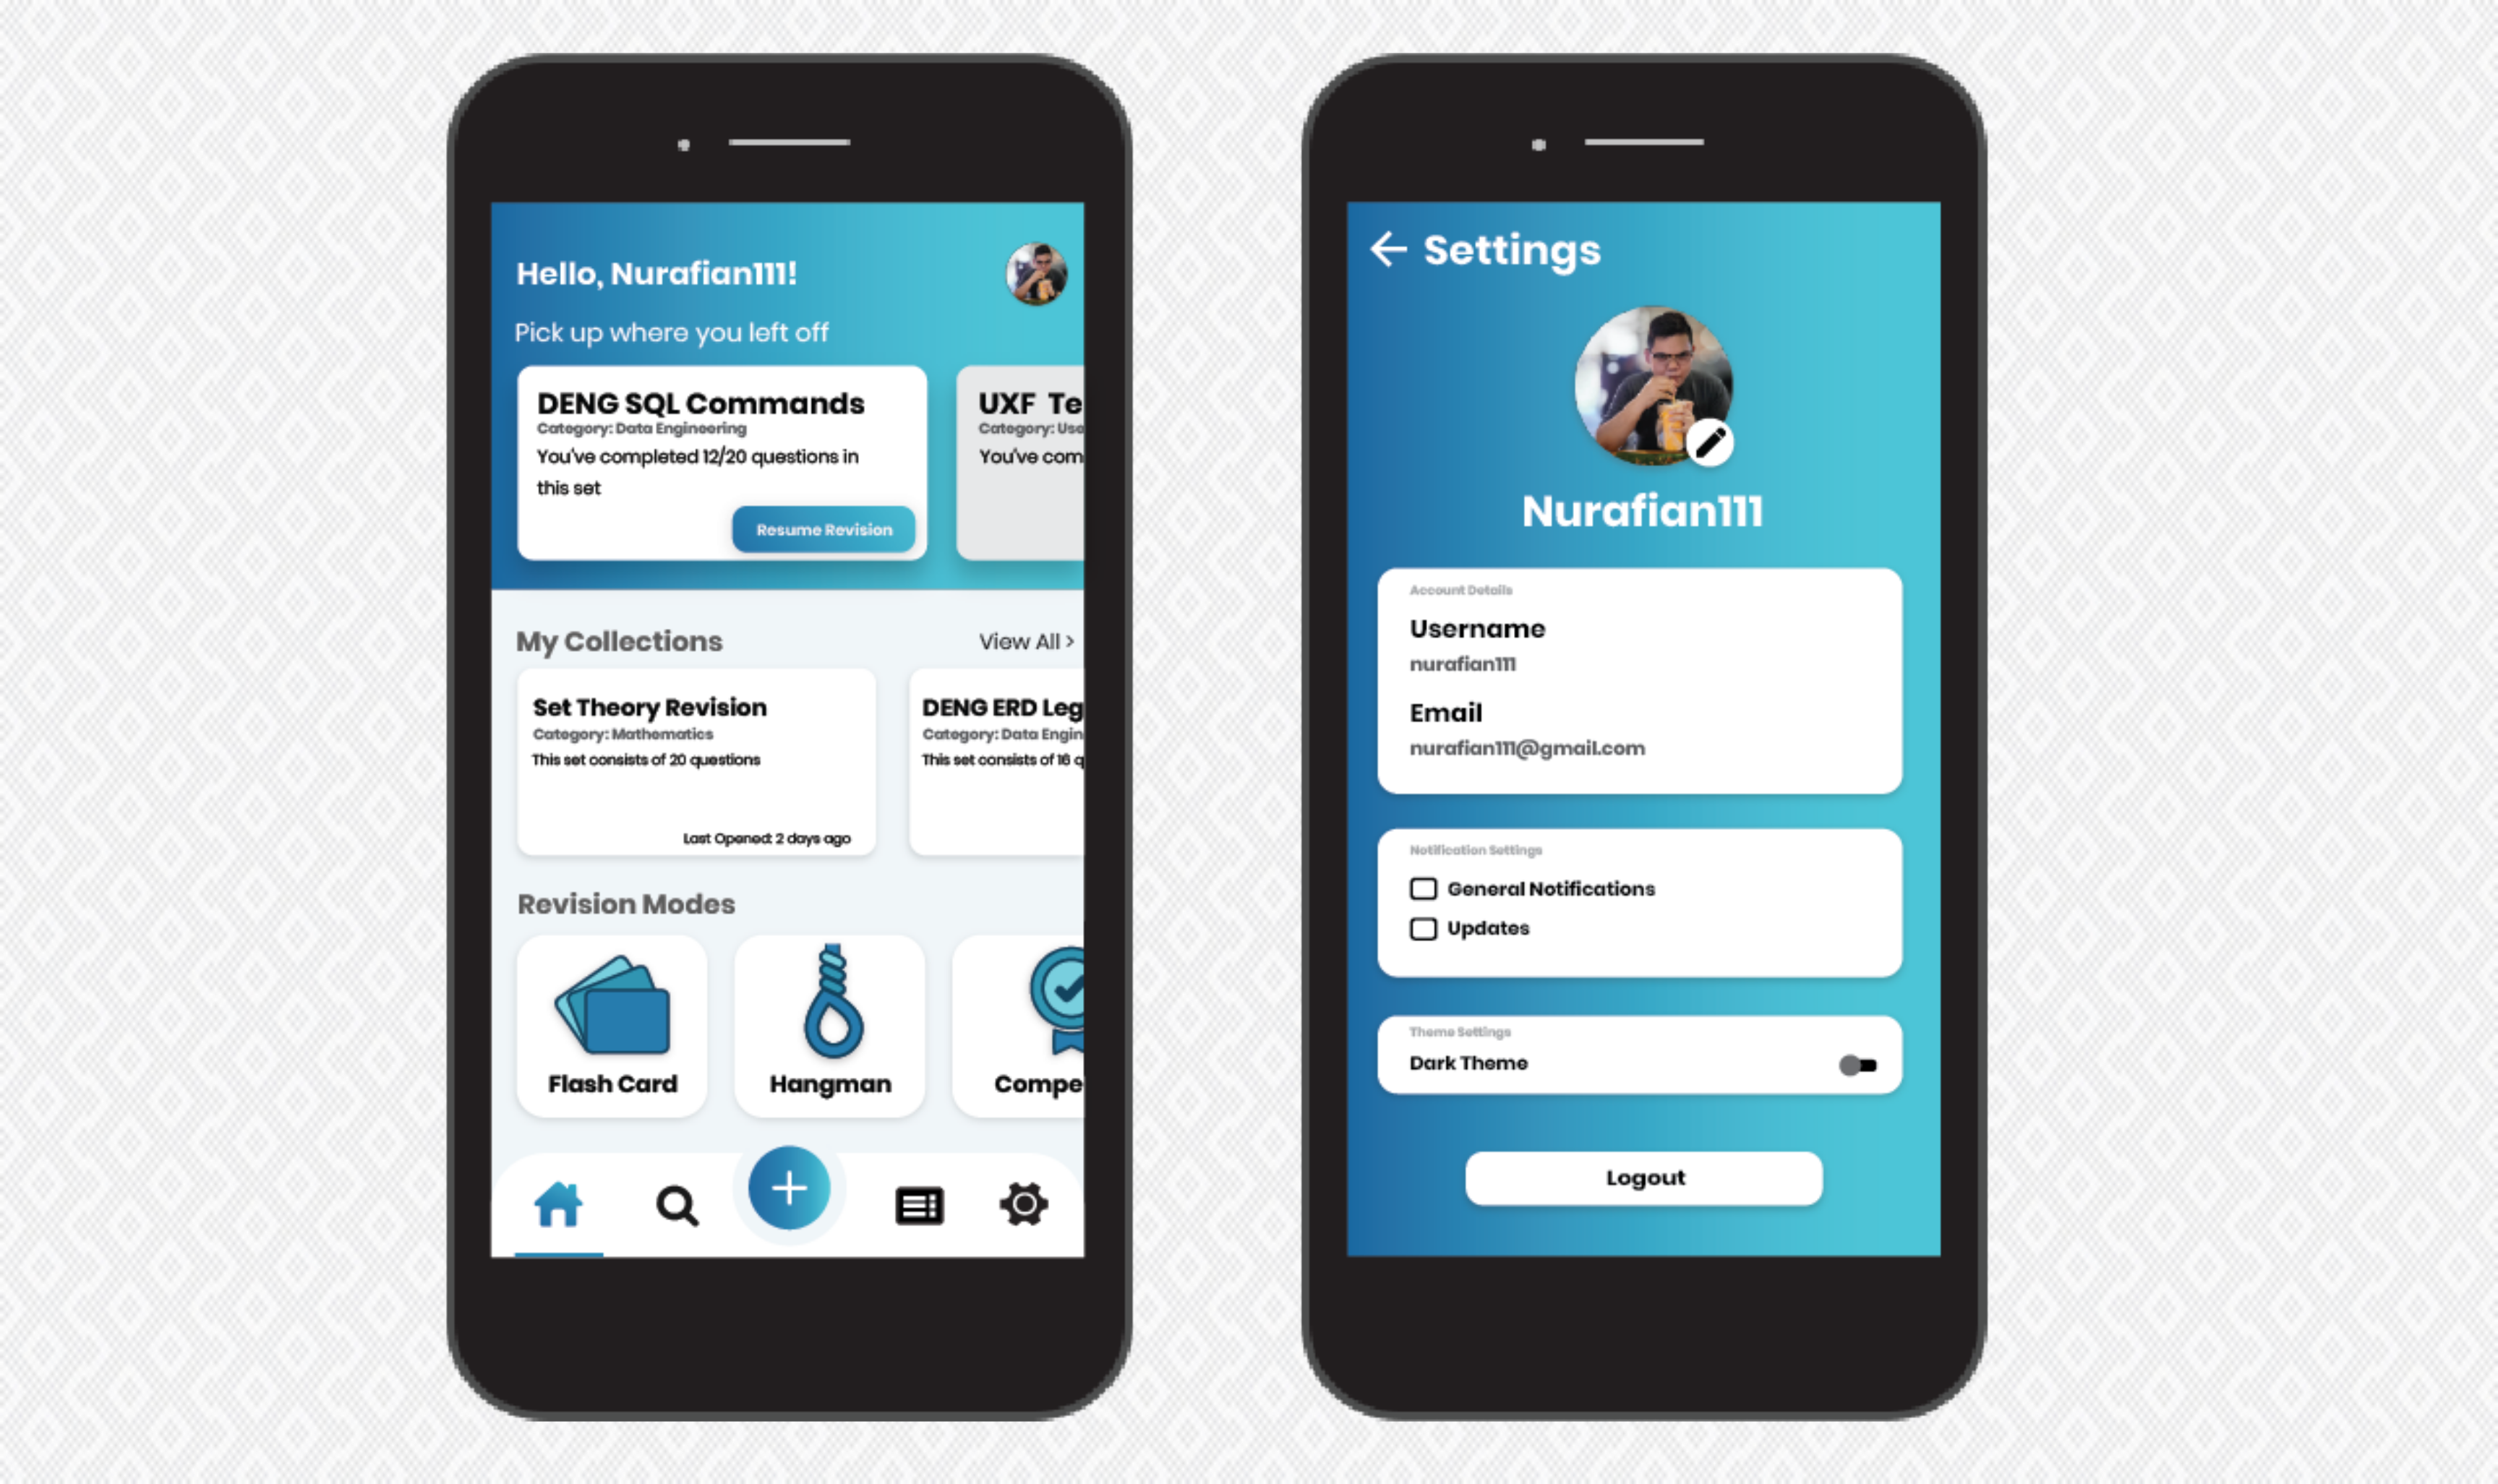 Hello, Nurafian111!
Pick up where you left off
DENG SQL Commands
Category: Data Engineering
You've completed 12/20 questions in
this set
Resume Revision
UXF Te
Category: Use
You've com
My Collections
View All >
Set Theory Revision
Category: Mathematics
This set consists of 20 questions
Last Opened: 2 days ago
DENG ERD Leg
Category: Data Engin
This set consists of 16 q
Revision Modes
Flash Card
Hangman
Compe
Settings
Nurafian111
Account Details
Username
nurafian111
Email
nurafian111@gmail.com
Notification Settings
General Notifications
Updates
Theme Settings
Dark Theme
Logout